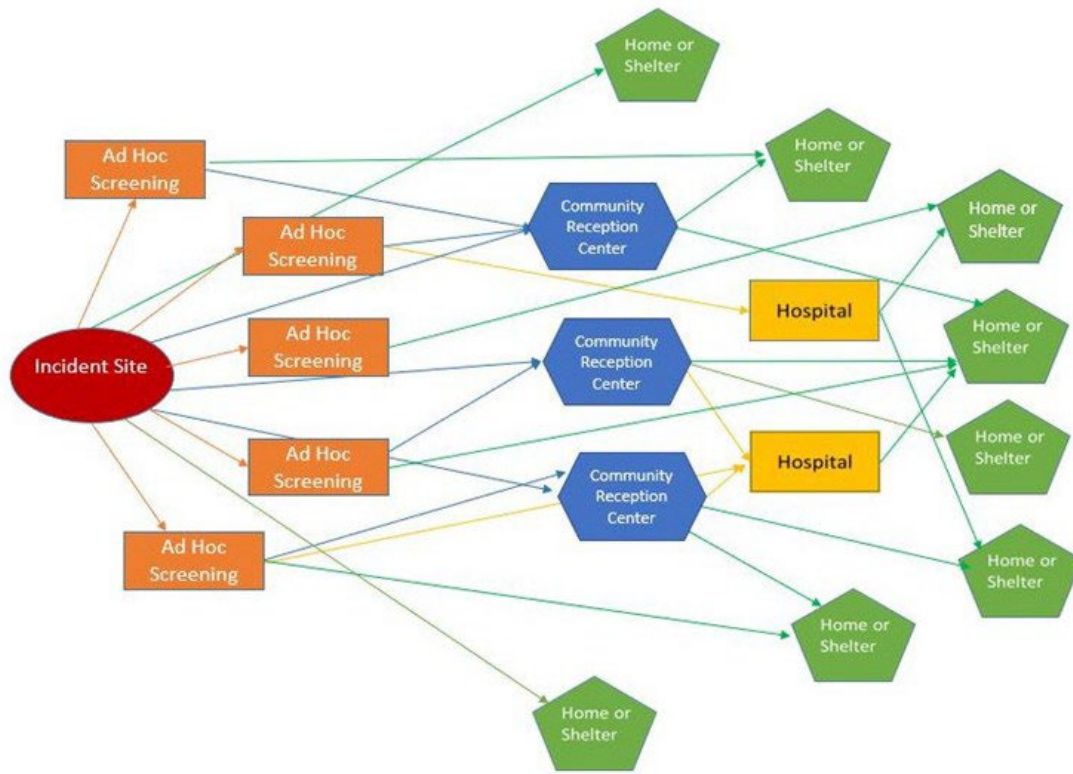 Home or
Shelter
Home or
Shelter
Ad Hoc
Screening
Community
Reception
Center
Home or
Shelter
Ad Hoc
Screening
Hospital
Home or
Shelter
Ad Hoc
Screening
Community
Reception
Center
Incident Site
Home or
Shelter
Ad Hoc
Screening
Hospital
Community
Reception
Center
Ad Hoc
Screening
Home or
Shelter
Home or
Shelter
Home or
Shelter